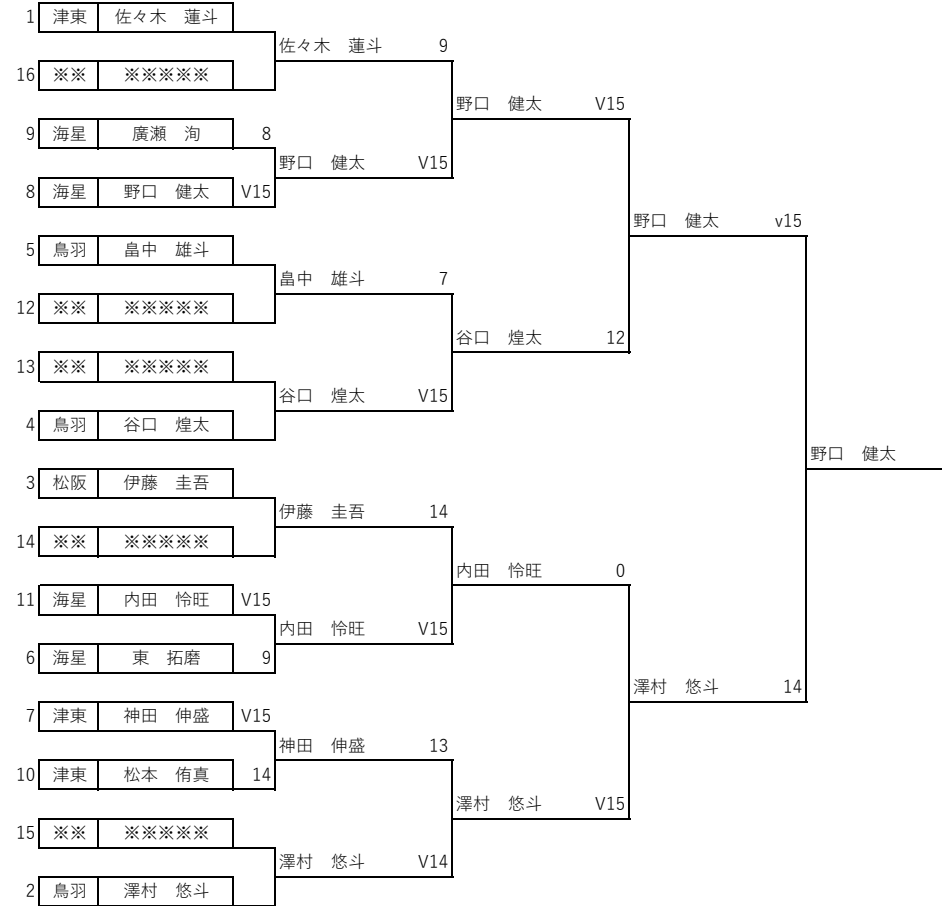 1 津東 佐々木　蓮斗
佐々木　蓮斗 9
16 ※※ ※※※※※
野口　健太 V15
9 海星 廣瀬　洵 8
野口　健太 V15
8 海星 野口　健太 V15
野口　健太 v15
5 鳥羽 畠中　雄斗
畠中　雄斗 7
12 ※※ ※※※※※
谷口　煌太 12
13 ※※ ※※※※※
谷口　煌太 V15
4 鳥羽 谷口　煌太
野口　健太
3 松阪 伊藤　圭吾
伊藤　圭吾 14
14 ※※ ※※※※※
内田　怜旺 0
11 海星 内田　怜旺 V15
内田　怜旺 V15
6 海星 東　拓磨 9
澤村　悠斗 14
7 津東 神田　伸盛 V15
神田　伸盛 13
10 津東 松本　侑真 14
澤村　悠斗 V15
15 ※※ ※※※※※
澤村　悠斗 V14
2 鳥羽 澤村　悠斗